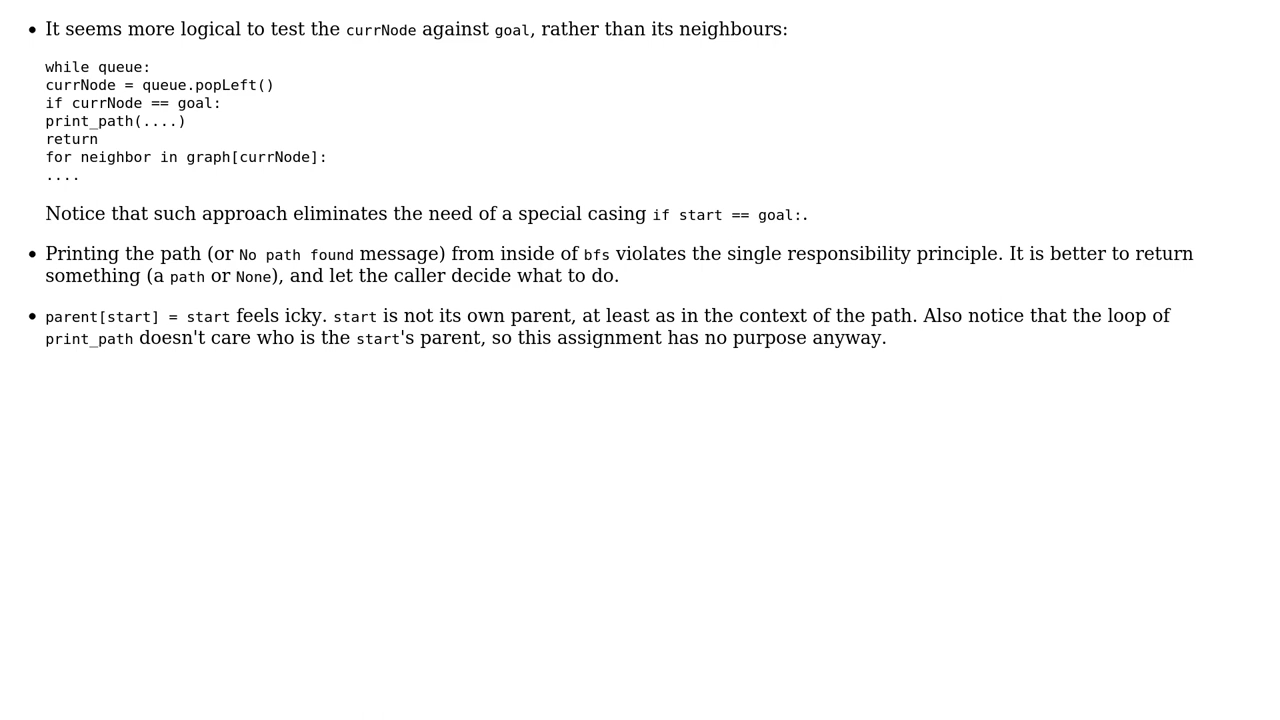 • It seems more logical to test the currNode against goal, rather than its neighbours:
while queue:
currNode = queue.popLeft()
if currNode == goal:
print_path(....)
return
for neighbor in graph[currNode]:
....
Notice that such approach eliminates the need of a special casing if start == goal:.
• Printing the path (or No path found message) from inside of bfs violates the single responsibility principle. It is better to return
something (a path or None), and let the caller decide what to do.
• parent[start] = start feels icky. start is not its own parent, at least as in the context of the path. Also notice that the loop of
print_path doesn't care who is the start's parent, so this assignment has no purpose anyway.